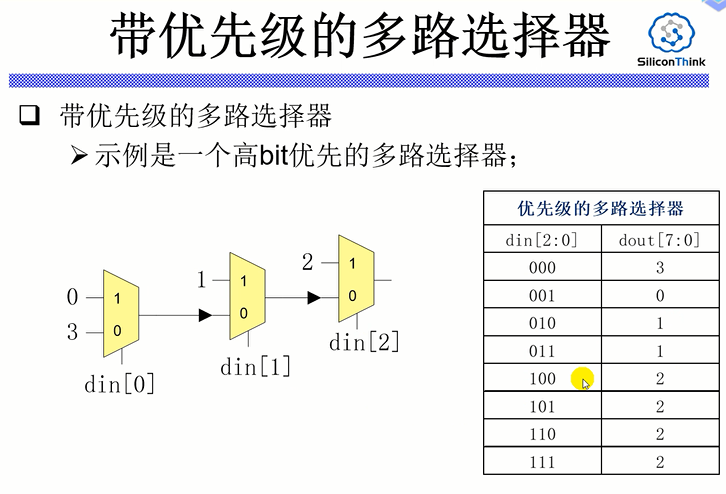 带优先级的多路选择器
SiliconThink
带优先级的多路选择器
示例是一个高bit优先的多路选择器；
优先级的多路选择器
din[2:0] dout[7:0]
000 3
001 0
010 1
011 1
100 2
101 2
110 2
111 2
2 1
0
1 1
0
0 1
3 0
din[2]
din[1]
din[0]